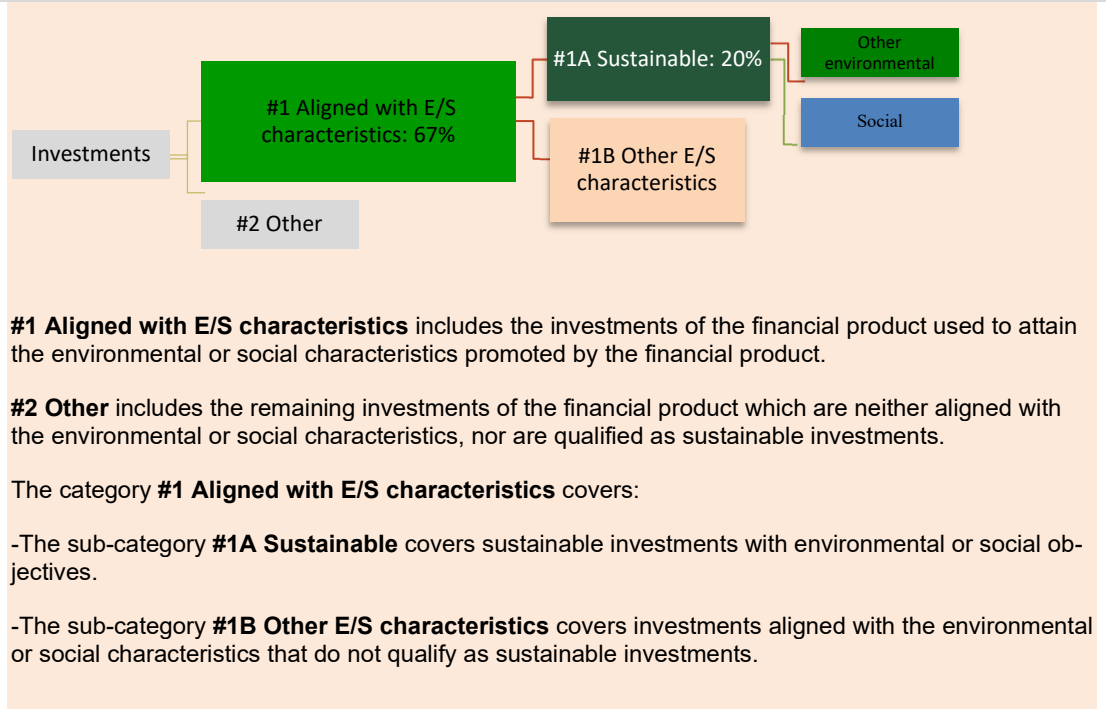 Investments
#1 Aligned with E/S
characteristics: 67%
#2 Other
#1A Sustainable: 20%
#1B Other E/S
characteristics
Other
environmental
Social
#1 Aligned with E/S characteristics includes the investments of the financial product used to attain
the environmental or social characteristics promoted by the financial product.
#2 Other includes the remaining investments of the financial product which are neither aligned with
the environmental or social characteristics, nor are qualified as sustainable investments.
The category #1 Aligned with E/S characteristics covers:
-The sub-category #1A Sustainable covers sustainable investments with environmental or social ob-
jectives.
-The sub-category #1B Other E/S characteristics covers investments aligned with the environmental
or social characteristics that do not qualify as sustainable investments.